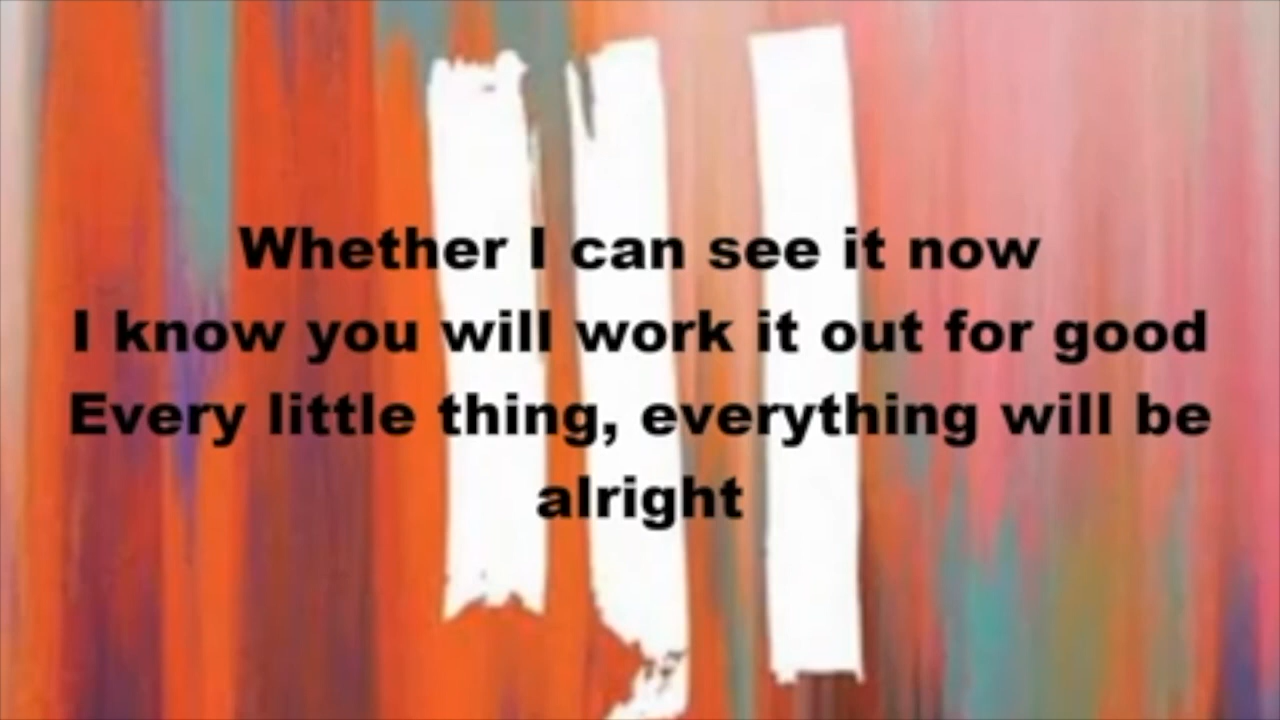 Whether I can see it now
I know you will work it out for good
Every little thing, everything will be
alright